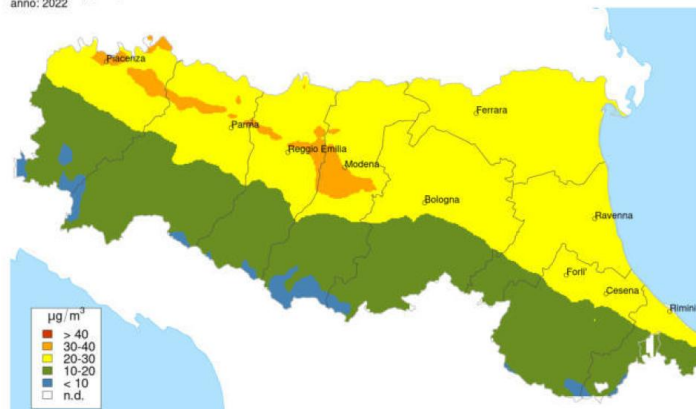 anno: 2022
Piacenza
Parma
Reggio Emilia
Modena
Ferrara
Bologna
Ravenna
Forli'
Cesena
Rimini
µg/m³
> 40
30-40
20-30
10-20
< 10
n.d.